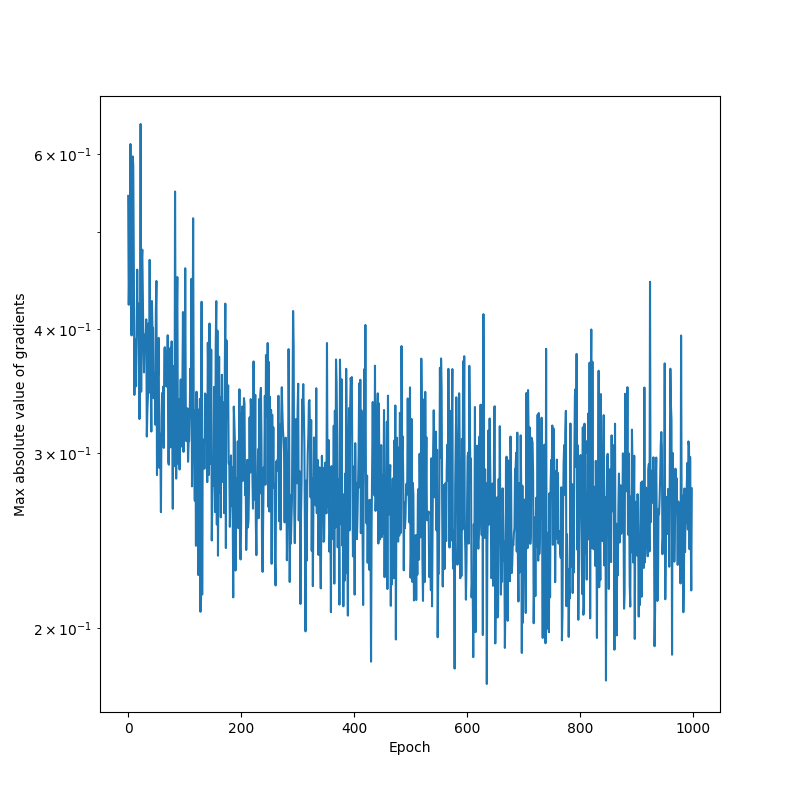 Max absolute value of gradients
6 × 10⁻¹
4 × 10⁻¹
3 × 10⁻¹
2 × 10⁻¹
0 200 400 600 800 1000
Epoch